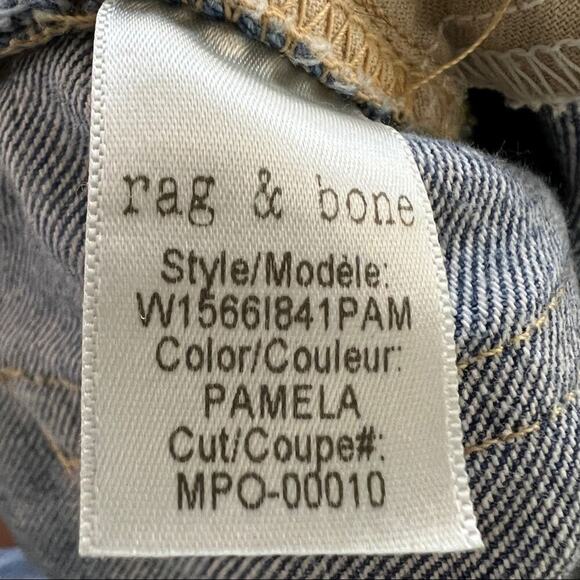 rag & bone
Style/Modèle:
W1566I841PAM
Color/Couleur:
PAMELA
Cut/Coupe#:
MPO-00010